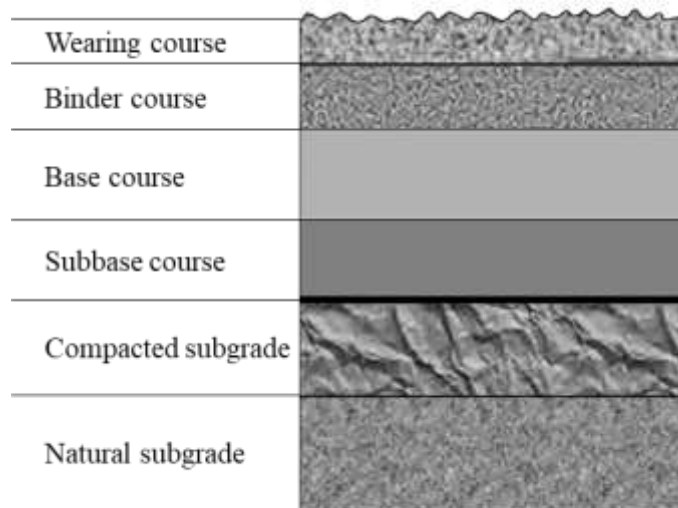 Wearing course
Binder course
Base course
Subbase course
Compacted subgrade
Natural subgrade